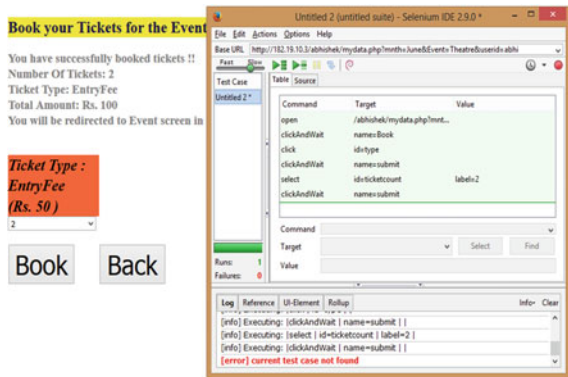 Book your Tickets for the Event
You have successfully booked tickets !!
Number Of Tickets: 2
Ticket Type: EntryFee
Total Amount: Rs. 100
You will be redirected to Event screen in
Ticket Type :
EntryFee
(Rs. 50 )
2
Book Back
Untitled 2 (untitled suite) - Selenium IDE 2.9.0 *
File Edit Actions Options Help
Base URL http://182.19.10.3/abhishek/mydata.php?mnth=June&Event=Theatre&userid=abhi
Fast Slow
Test Case
Untitled 2 *
Table Source
Command Target Value
open /abhishek/mydata.php?mnt...
clickAndWait name=Book
click id=type
clickAndWait name=submit
select id=ticketcount label=2
clickAndWait name=submit
Command
Target Select Find
Value
Runs: 1
Failures: 0
Log Reference UI-Element Rollup Info Clear
[info] Executing: |clickAndWait | name=submit | |
[info] Executing: |select | id=ticketcount | label=2 |
[info] Executing: |clickAndWait | name=submit | |
[error] current test case not found